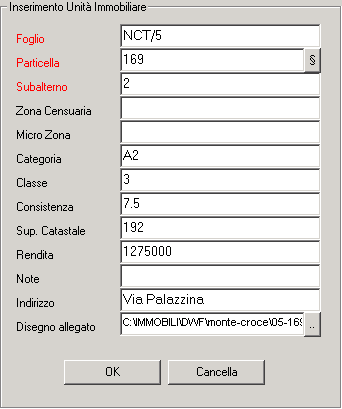 Inserimento Unità Immobiliare
Foglio NCT/5
Particella 169 §
Subalterno 2
Zona Censuaria
Micro Zona
Categoria A2
Classe 3
Consistenza 7.5
Sup. Catastale 192
Rendita 1275000
Note
Indirizzo Via Palazzina
Disegno allegato C:\IMMOBILI\DWF\monte-croce\05-169 ..
OK Cancella